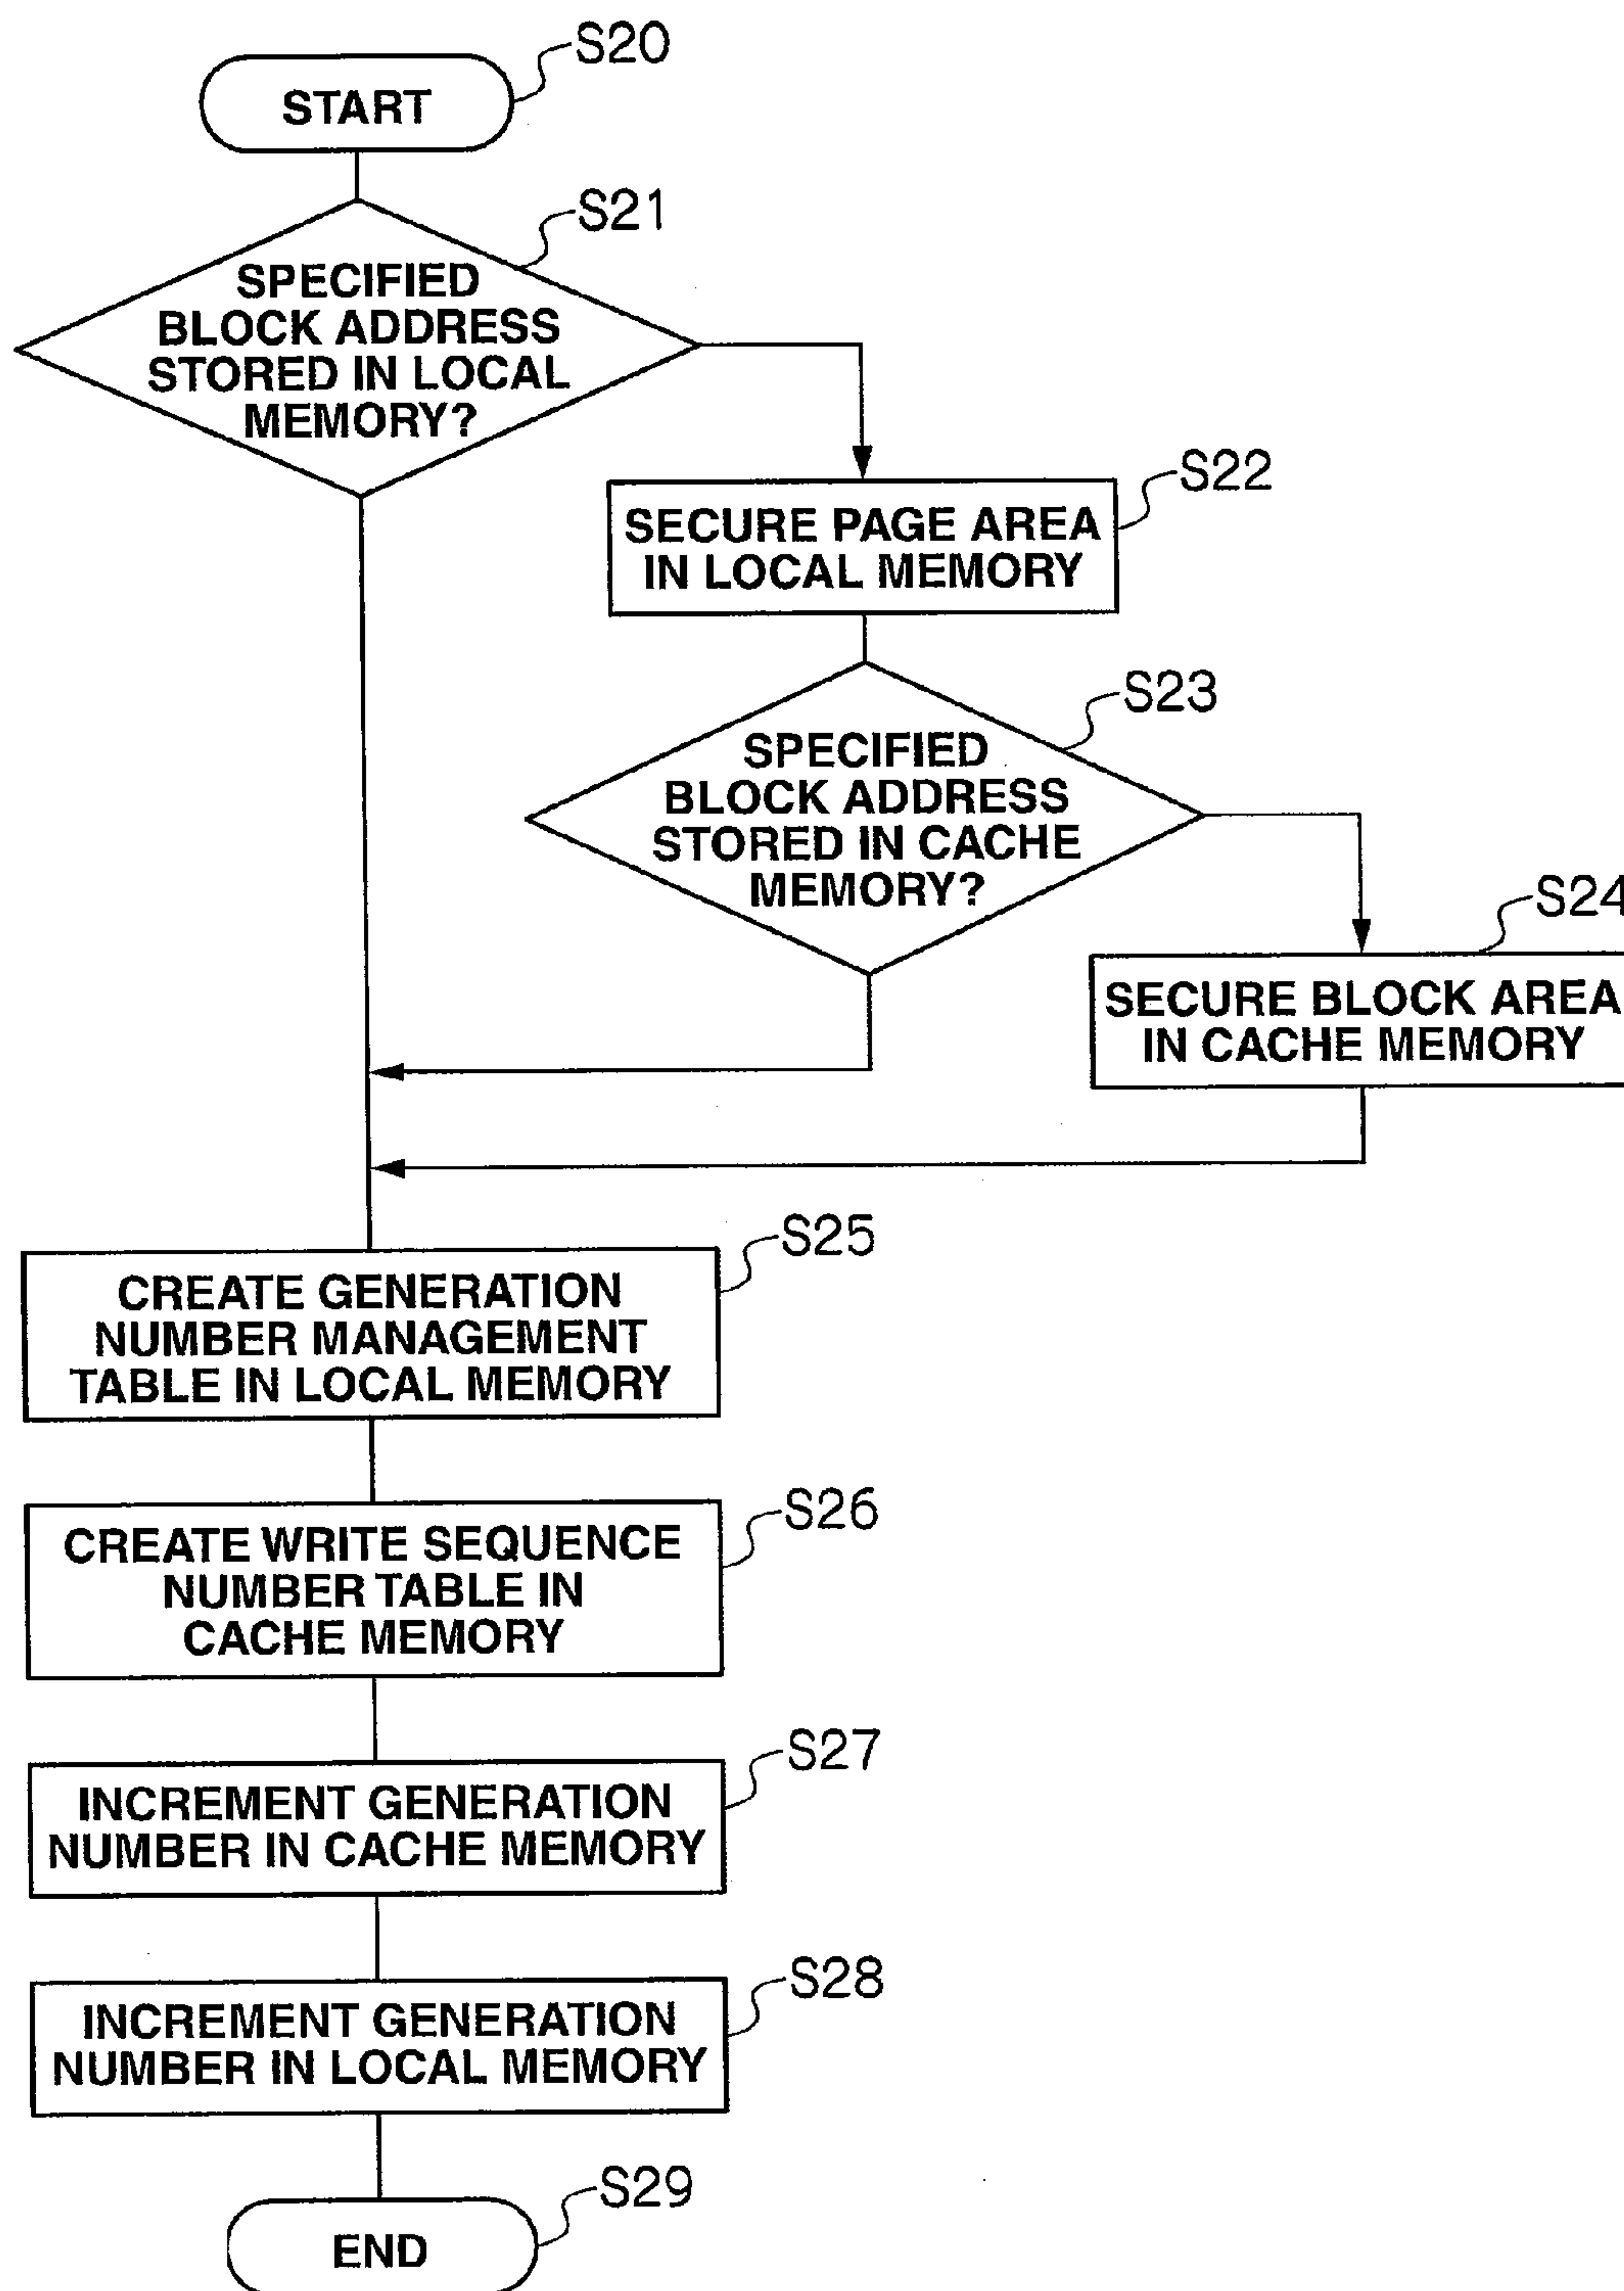 S20
START
S21
SPECIFIED
BLOCK ADDRESS
STORED IN LOCAL
MEMORY?
S22
SECURE PAGE AREA
IN LOCAL MEMORY
S23
SPECIFIED
BLOCK ADDRESS
STORED IN CACHE
MEMORY?
S24
SECURE BLOCK AREA
IN CACHE MEMORY
S25
CREATE GENERATION
NUMBER MANAGEMENT
TABLE IN LOCAL MEMORY
S26
CREATE WRITE SEQUENCE
NUMBER TABLE IN
CACHE MEMORY
S27
INCREMENT GENERATION
NUMBER IN CACHE MEMORY
S28
INCREMENT GENERATION
NUMBER IN LOCAL MEMORY
S29
END